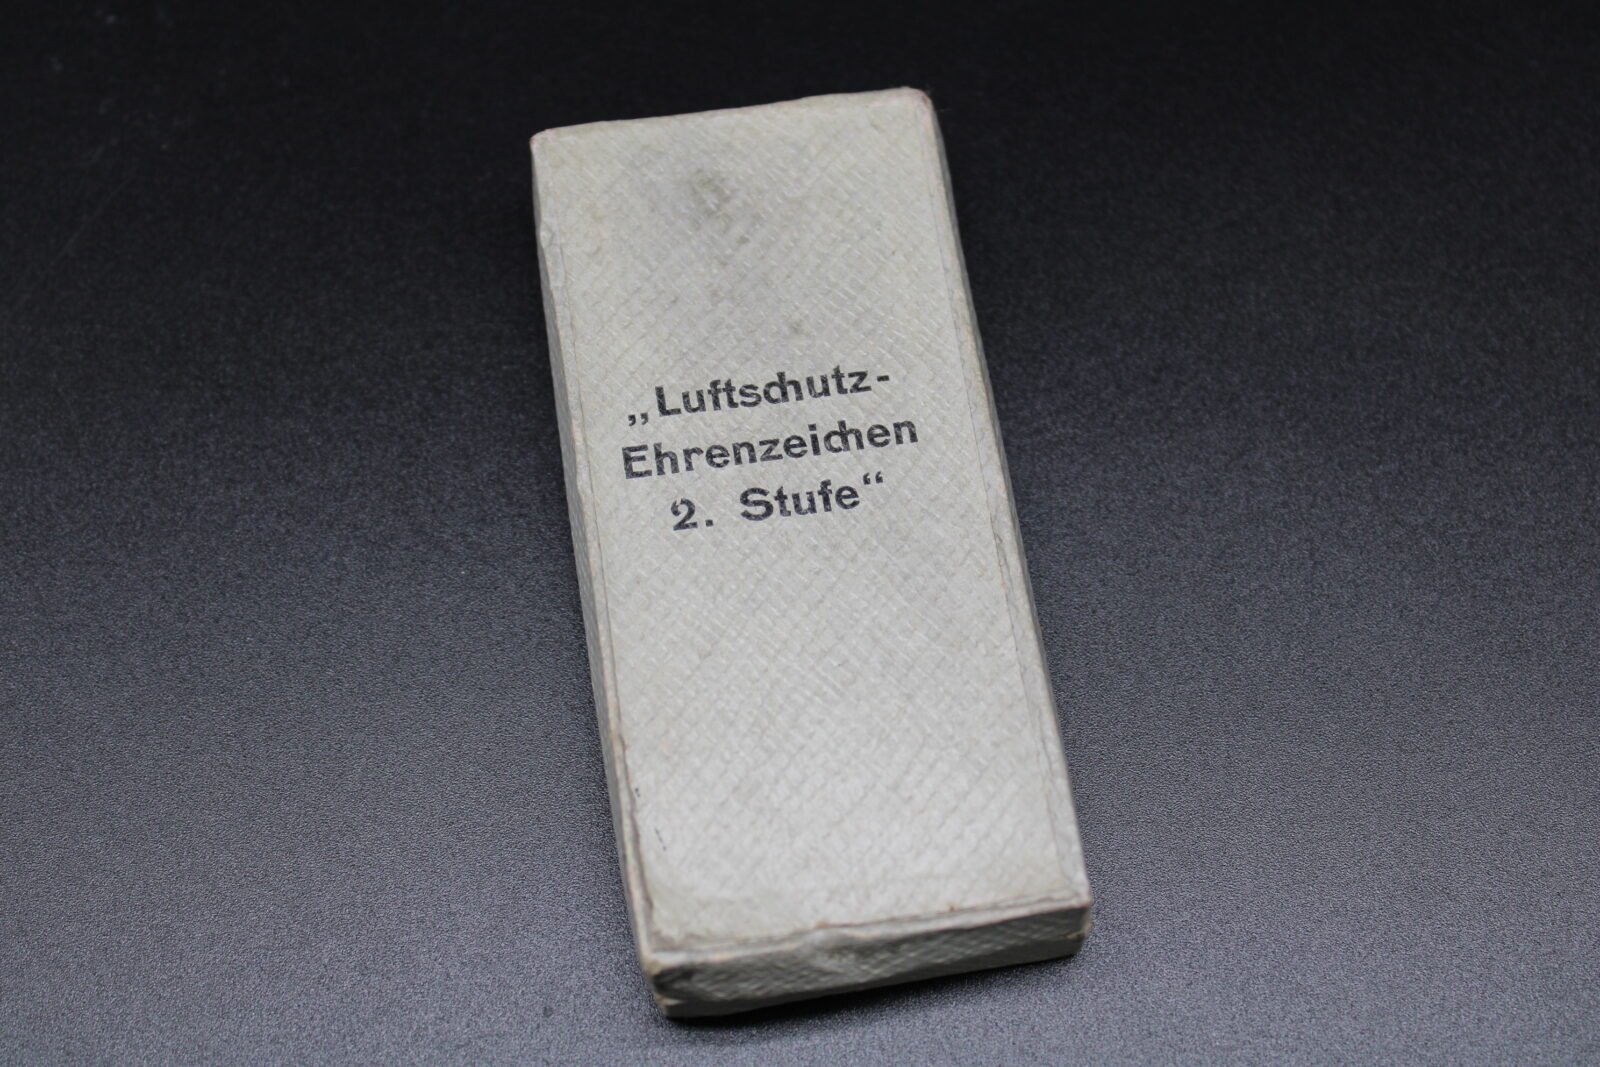 „Luftschutz-
Ehrenzeichen
2. Stufe“